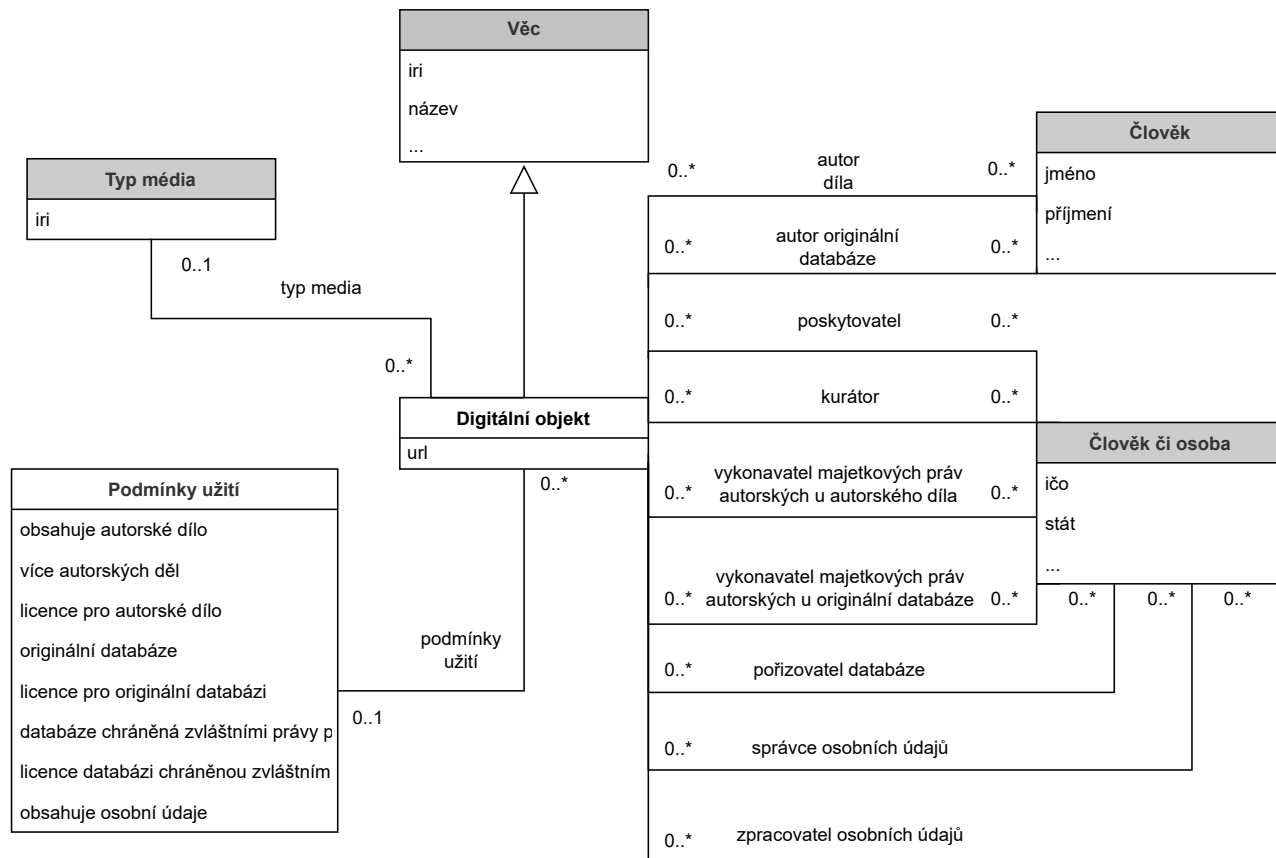 Věc
iri
název
...
Člověk
jméno
příjmení
...
Typ média
iri
0..1
typ media
0..*
0..* autor 0..*
díla
0..* autor originální 0..*
databáze
0..* poskytovatel 0..*
0..* kurátor 0..*
Digitální objekt
url
0..*
Člověk či osoba
ičo
stát
...
0..* vykonavatel majetkových práv 0..*
autorských u autorského díla
vykonavatel majetkových práv
0..* autorských u originální databáze 0..* 0..* 0..* 0..*
Podmínky užití
obsahuje autorské dílo
více autorských děl
licence pro autorské dílo
originální databáze
licence pro originální databázi
databáze chráněná zvláštními právy p
licence databázi chráněnou zvláštním
obsahuje osobní údaje
podmínky
užití
0..1
0..* pořizovatel databáze
0..* správce osobních údajů
0..* zpracovatel osobních údajů